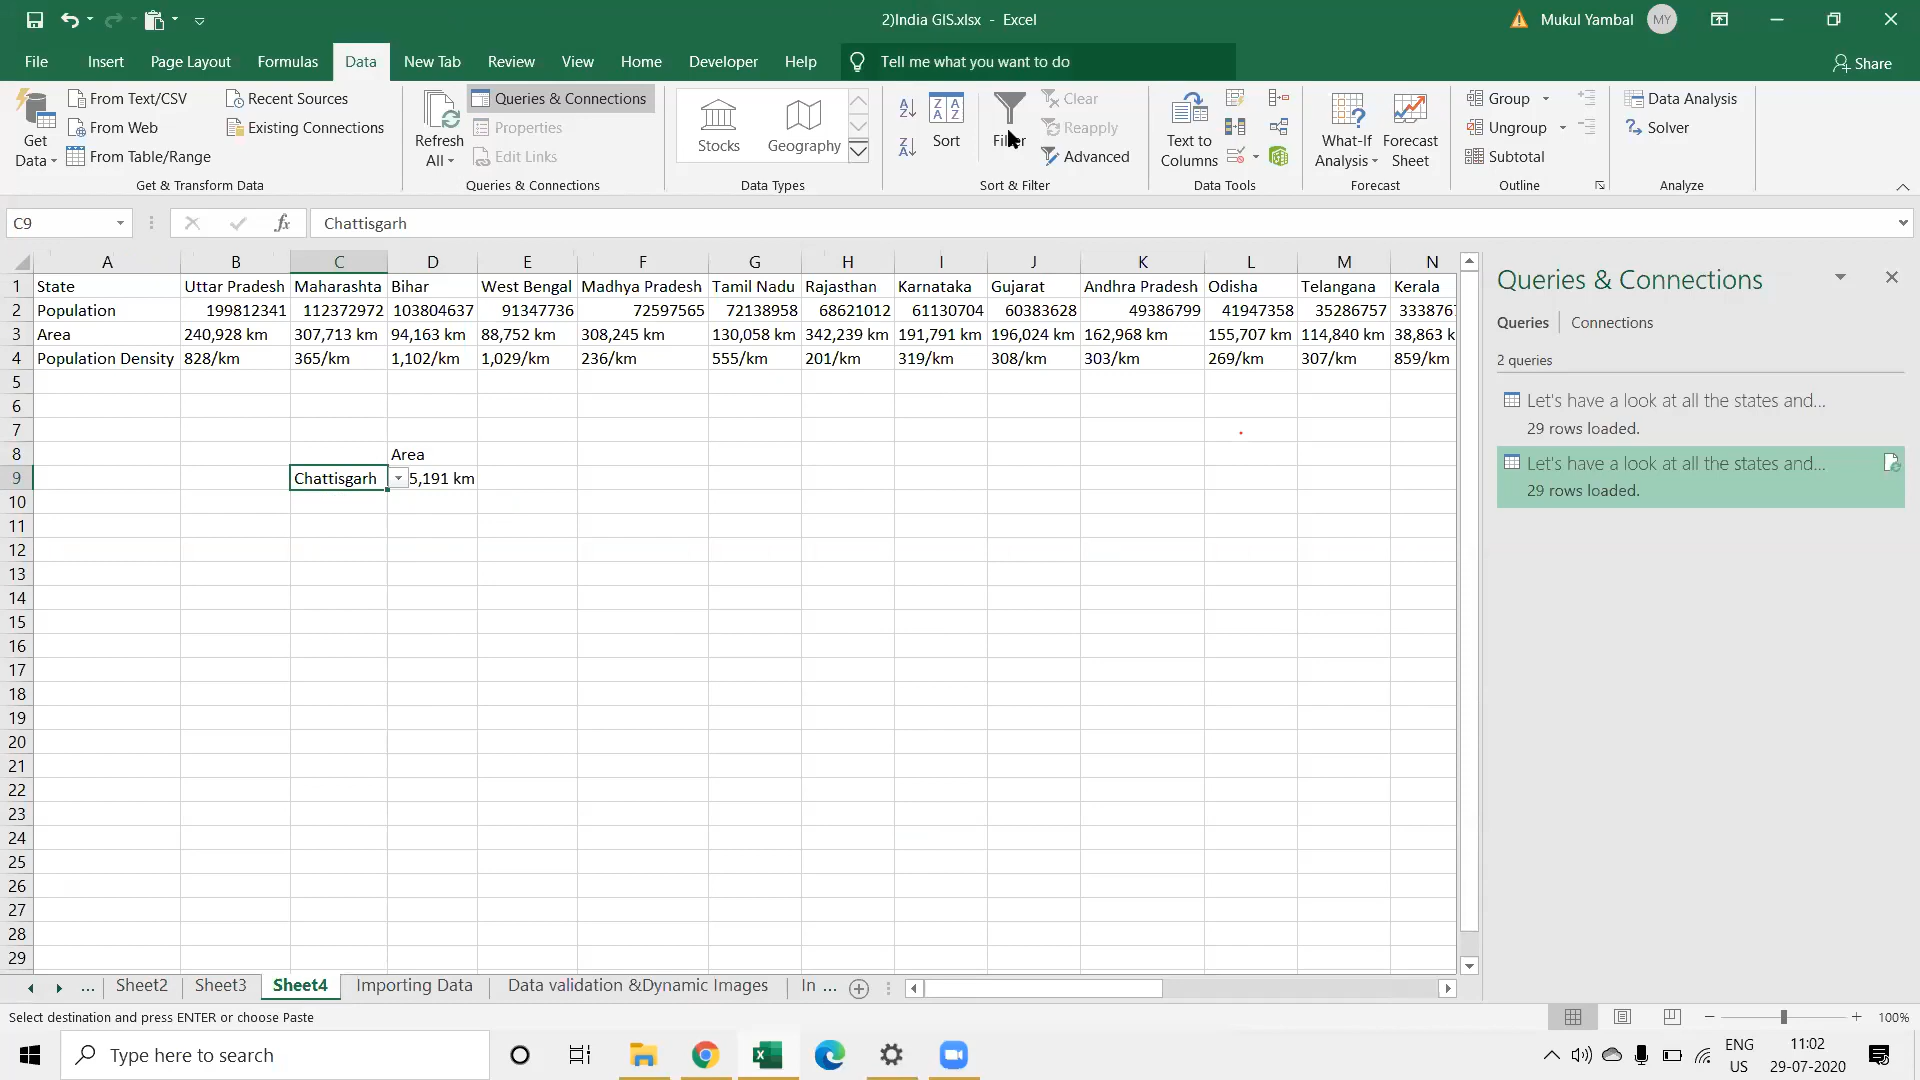 2)India GIS.xlsx - Excel
Mukul Yambal MY
File Insert Page Layout Formulas Data New Tab Review View Home Developer Help Tell me what you want to do Share
Get Data From Text/CSV From Web From Table/Range Recent Sources Existing Connections
Get & Transform Data
Refresh All Queries & Connections Properties Edit Links
Queries & Connections
Stocks Geography
Data Types
Sort Filter Clear Reapply Advanced
Sort & Filter
Text to Columns
Data Tools
What-If Analysis Forecast Sheet
Forecast
Group Ungroup Subtotal
Outline
Data Analysis Solver
Analyze
C9 fx Chattisgarh
A B C D E F G H I J K L M N
1 State Uttar Pradesh Maharashta Bihar West Bengal Madhya Pradesh Tamil Nadu Rajasthan Karnataka Gujarat Andhra Pradesh Odisha Telangana Kerala
2 Population 199812341 112372972 103804637 91347736 72597565 72138958 68621012 61130704 60383628 49386799 41947358 35286757 3338767
3 Area 240,928 km 307,713 km 94,163 km 88,752 km 308,245 km 130,058 km 342,239 km 191,791 km 196,024 km 162,968 km 155,707 km 114,840 km 38,863 k
4 Population Density 828/km 365/km 1,102/km 1,029/km 236/km 555/km 201/km 319/km 308/km 303/km 269/km 307/km 859/km
5
6
7
8 Area
9 Chattisgarh 5,191 km
10
11
12
13
14
15
16
17
18
19
20
21
22
23
24
25
26
27
28
29
Queries & Connections
Queries Connections
2 queries
Let's have a look at all the states and...
29 rows loaded.
Let's have a look at all the states and...
29 rows loaded.
... Sheet2 Sheet3 Sheet4 Importing Data Data validation &Dynamic Images In ...
Select destination and press ENTER or choose Paste
100%
Type here to search
ENG
US
11:02
29-07-2020